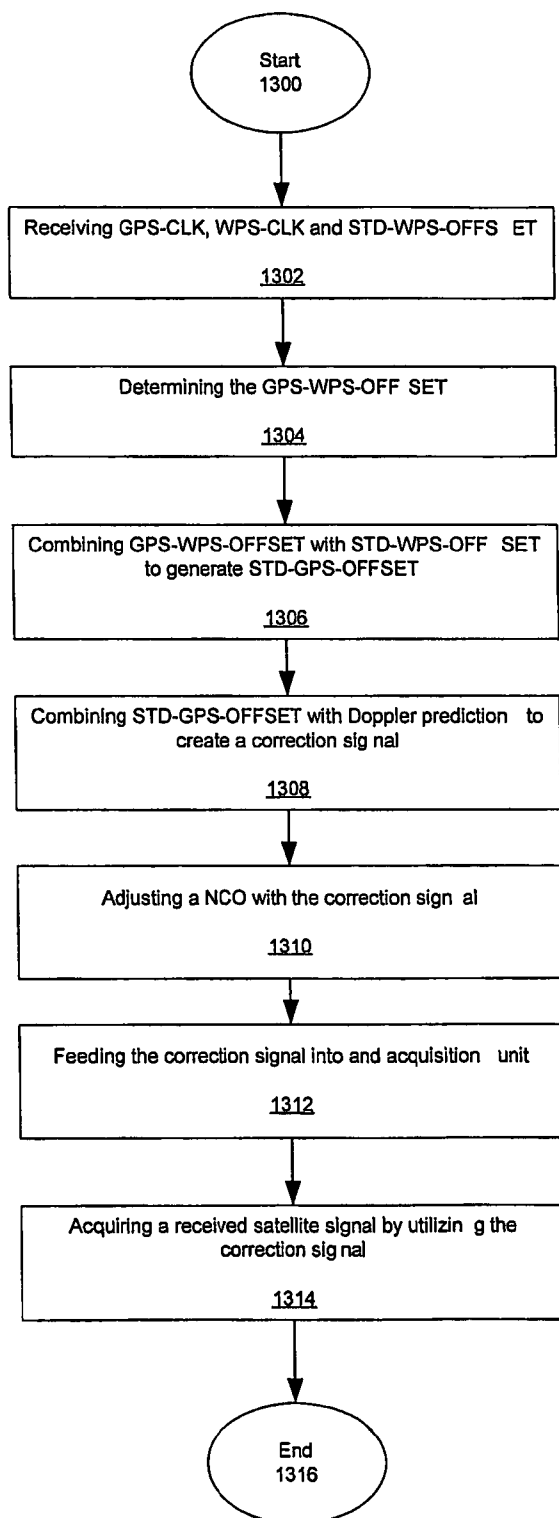 Start
1300
Receiving GPS-CLK, WPS-CLK and STD-WPS-OFFS ET
1302
Determining the GPS-WPS-OFF SET
1304
Combining GPS-WPS-OFFSET with STD-WPS-OFF SET
to generate STD-GPS-OFFSET
1306
Combining STD-GPS-OFFSET with Doppler prediction to
create a correction sig nal
1308
Adjusting a NCO with the correction sign al
1310
Feeding the correction signal into and acquisition unit
1312
Acquiring a received satellite signal by utilizin g the
correction sig nal
1314
End
1316